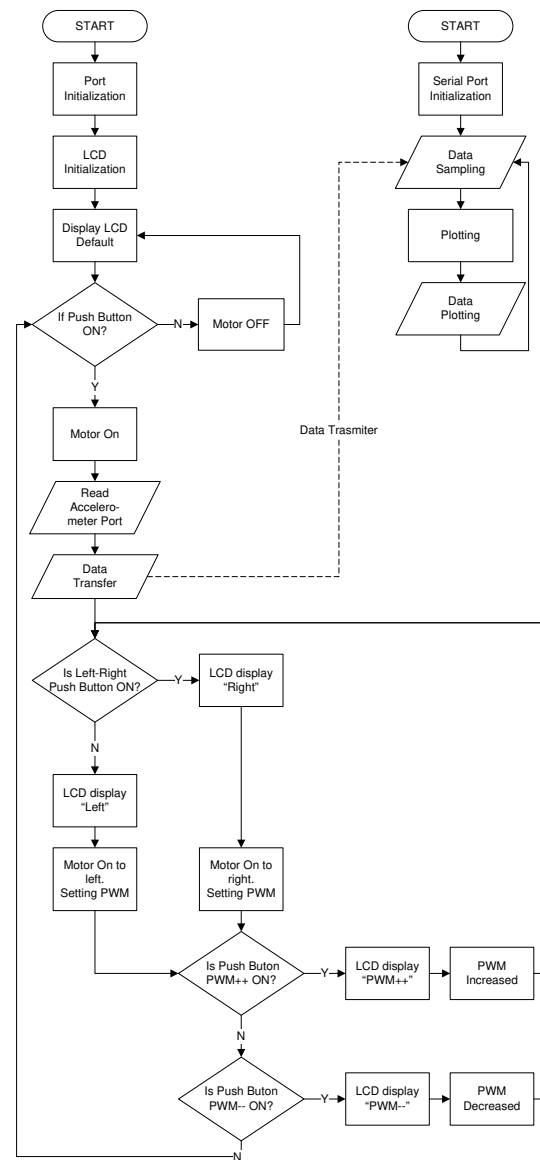 START
Port
Initialization
LCD
Initialization
Display LCD
Default
If Push Button
ON?
N
Motor OFF
Y
Motor On
Read
Accelero-
meter Port
Data
Transfer
Is Left-Right
Push Button ON?
Y
LCD display
“Right”
N
LCD display
“Left”
Motor On to
left.
Setting PWM
Motor On to
right.
Setting PWM
Is Push Buton
PWM++ ON?
Y
LCD display
“PWM++”
PWM
Increased
N
Is Push Buton
PWM-- ON?
Y
LCD display
“PWM--”
PWM
Decreased
N
START
Serial Port
Initialization
Data
Sampling
Plotting
Data
Plotting
Data Trasmiter